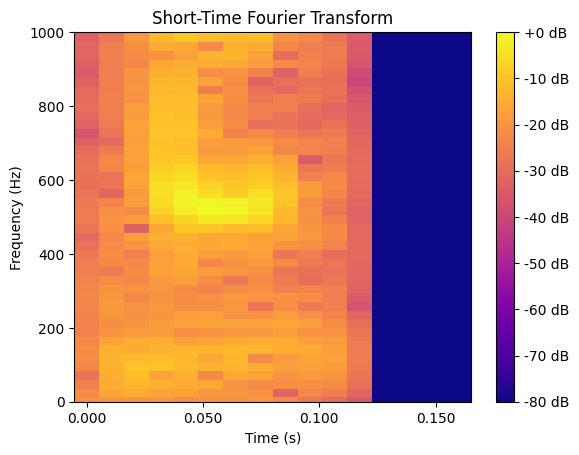 Short-Time Fourier Transform
1000
800
600
400
200
0
Frequency (Hz)
0.000
0.050
0.100
0.150
Time (s)
+0 dB
-10 dB
-20 dB
-30 dB
-40 dB
-50 dB
-60 dB
-70 dB
-80 dB